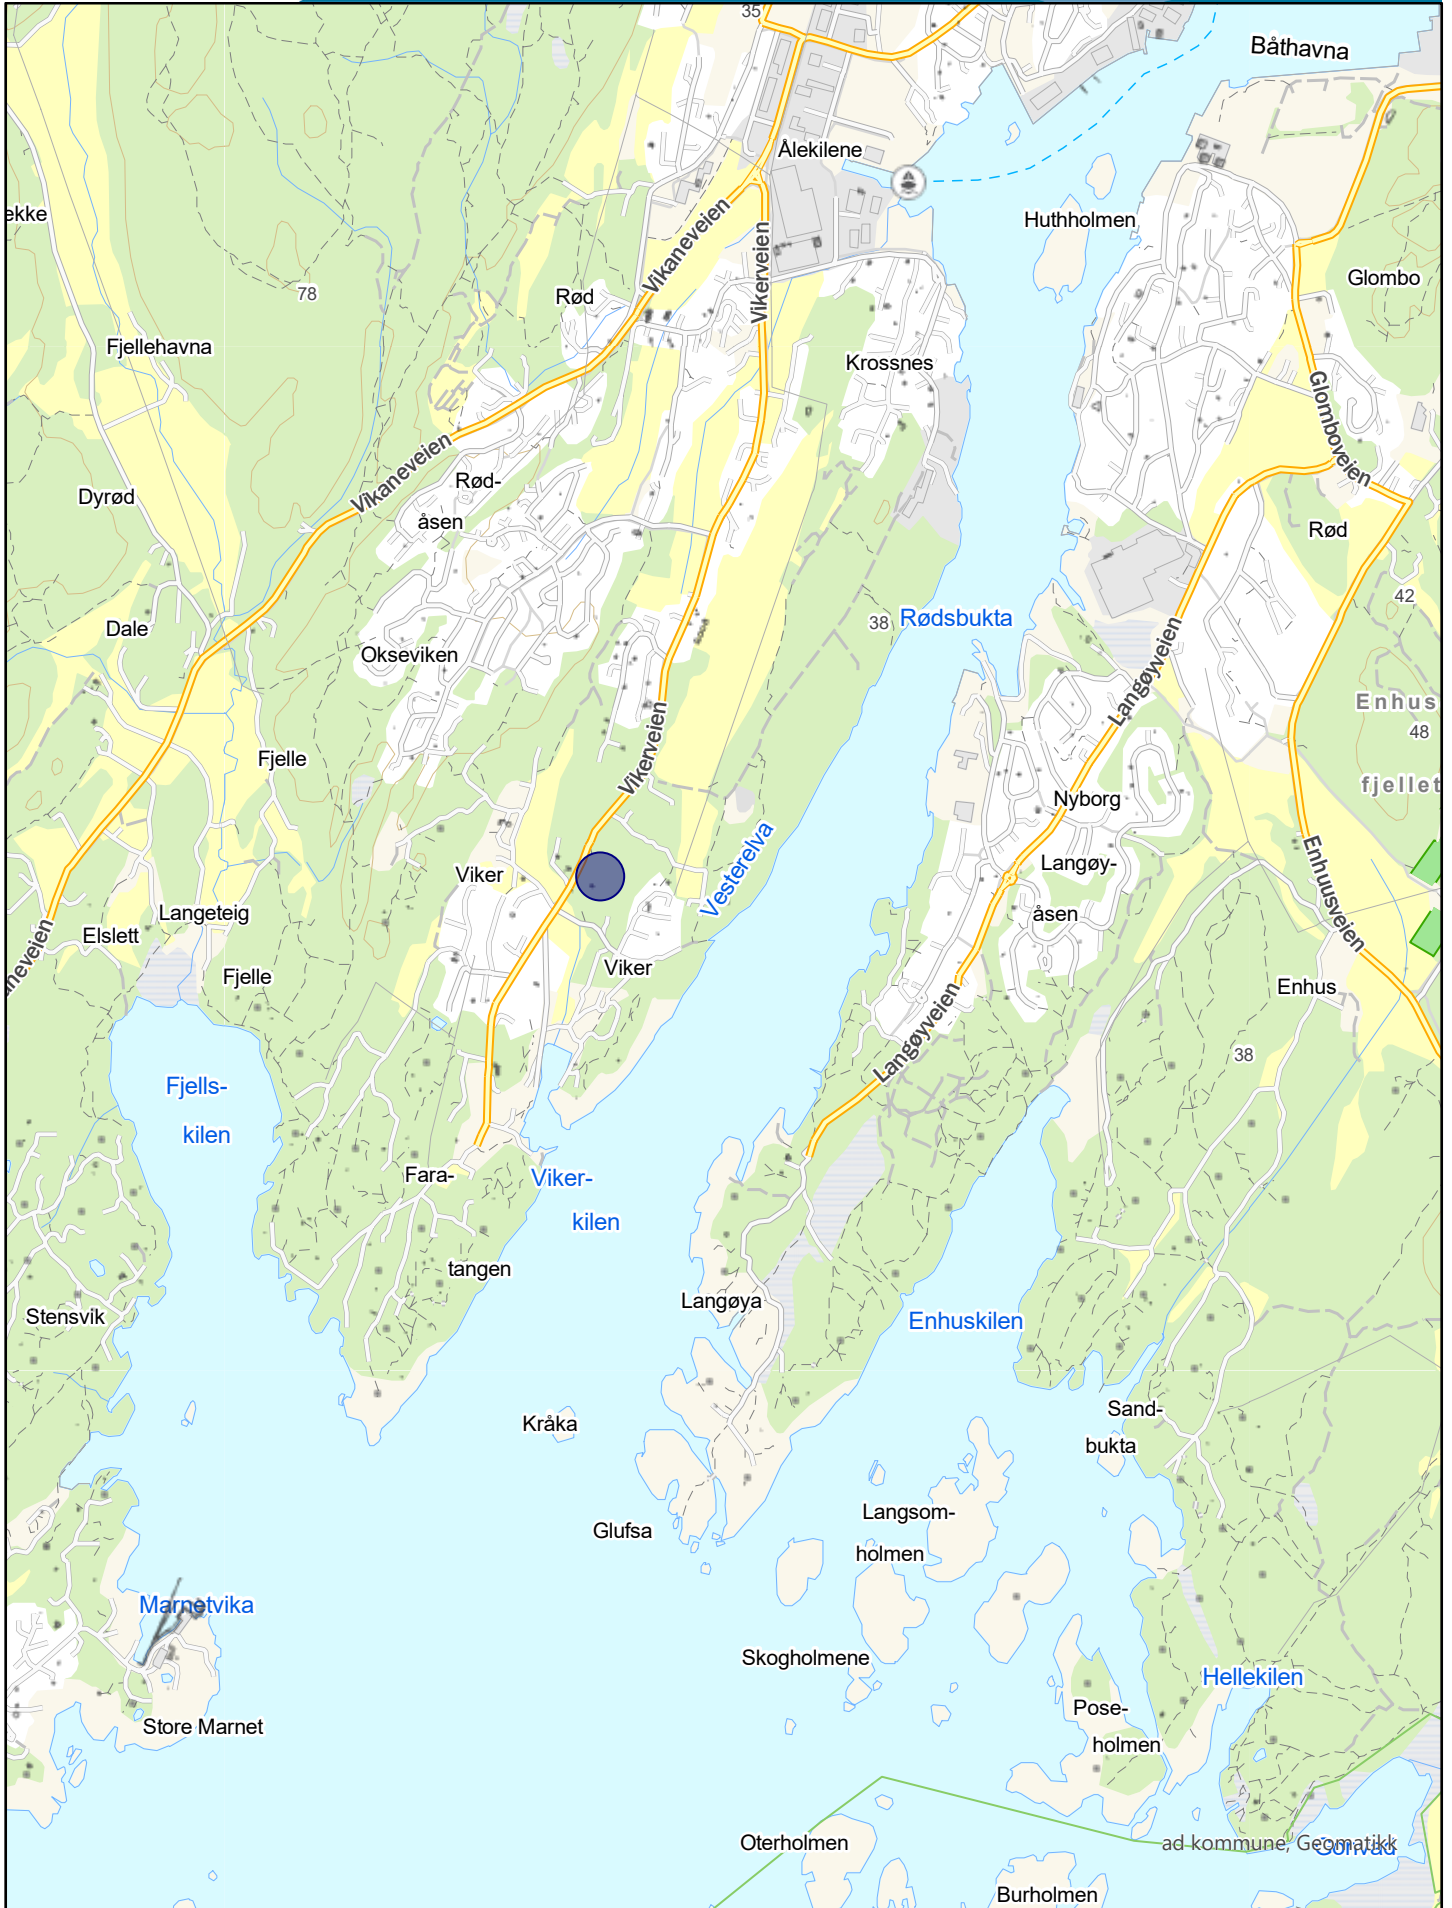 35
Båthavna
Ålekilene
ekke
Huthholmen
Vikaneveien
Vikerveien
Glombo
78
Rød
Fjellehavna
Krossnes
Glomboveien
Vikaneveien
Rød-
åsen
Dyrød
Rød
42
Rødsbukta
38
Dale
Okseviken
Langøyveien
Enhus
48
fjellet
Fjelle
Vikerveien
Nyborg
Vesterelva
Langøy-
åsen
Viker
Enhuusveien
Langeteig
Elslett
aneveien
Viker
Fjelle
Enhus
Langøyveien
38
Fjells-
kilen
Fara-
tangen
Viker-
kilen
Langøya
Stensvik
Enhuskilen
Sand-
bukta
Kråka
Langsom-
holmen
Glufsa
Marnetvika
Skogholmene
Hellekilen
Pose-
holmen
Store Marnet
Oterholmen
ad kommune, Geomatikk
Burholmen